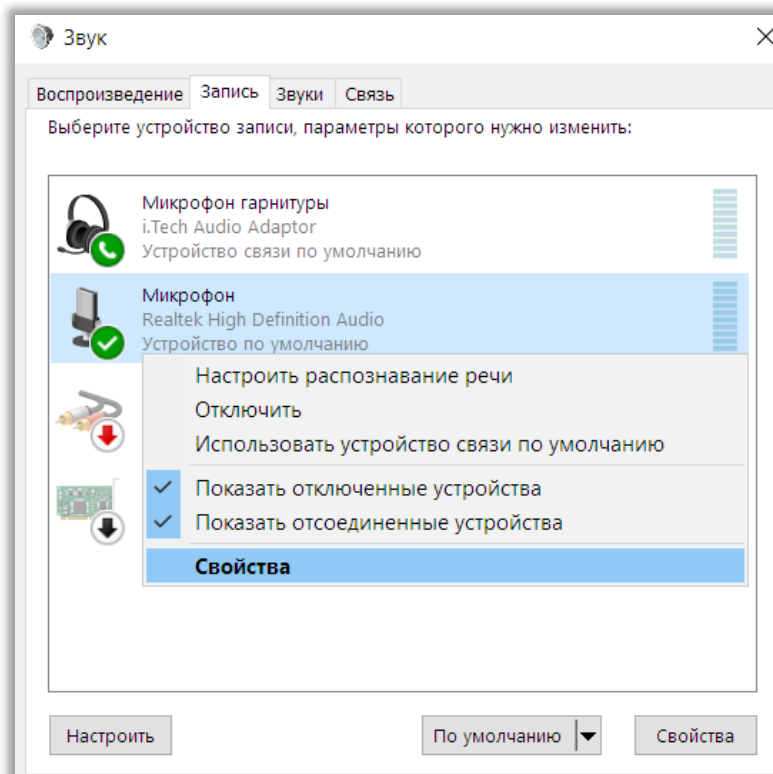 Звук
Воспроизведение Запись Звуки Связь
Выберите устройство записи, параметры которого нужно изменить:
Микрофон гарнитуры
i.Tech Audio Adaptor
Устройство связи по умолчанию
Микрофон
Realtek High Definition Audio
Устройство по умолчанию
Настроить распознавание речи
Отключить
Использовать устройство связи по умолчанию
Показать отключенные устройства
Показать отсоединенные устройства
Свойства
Настроить По умолчанию Свойства